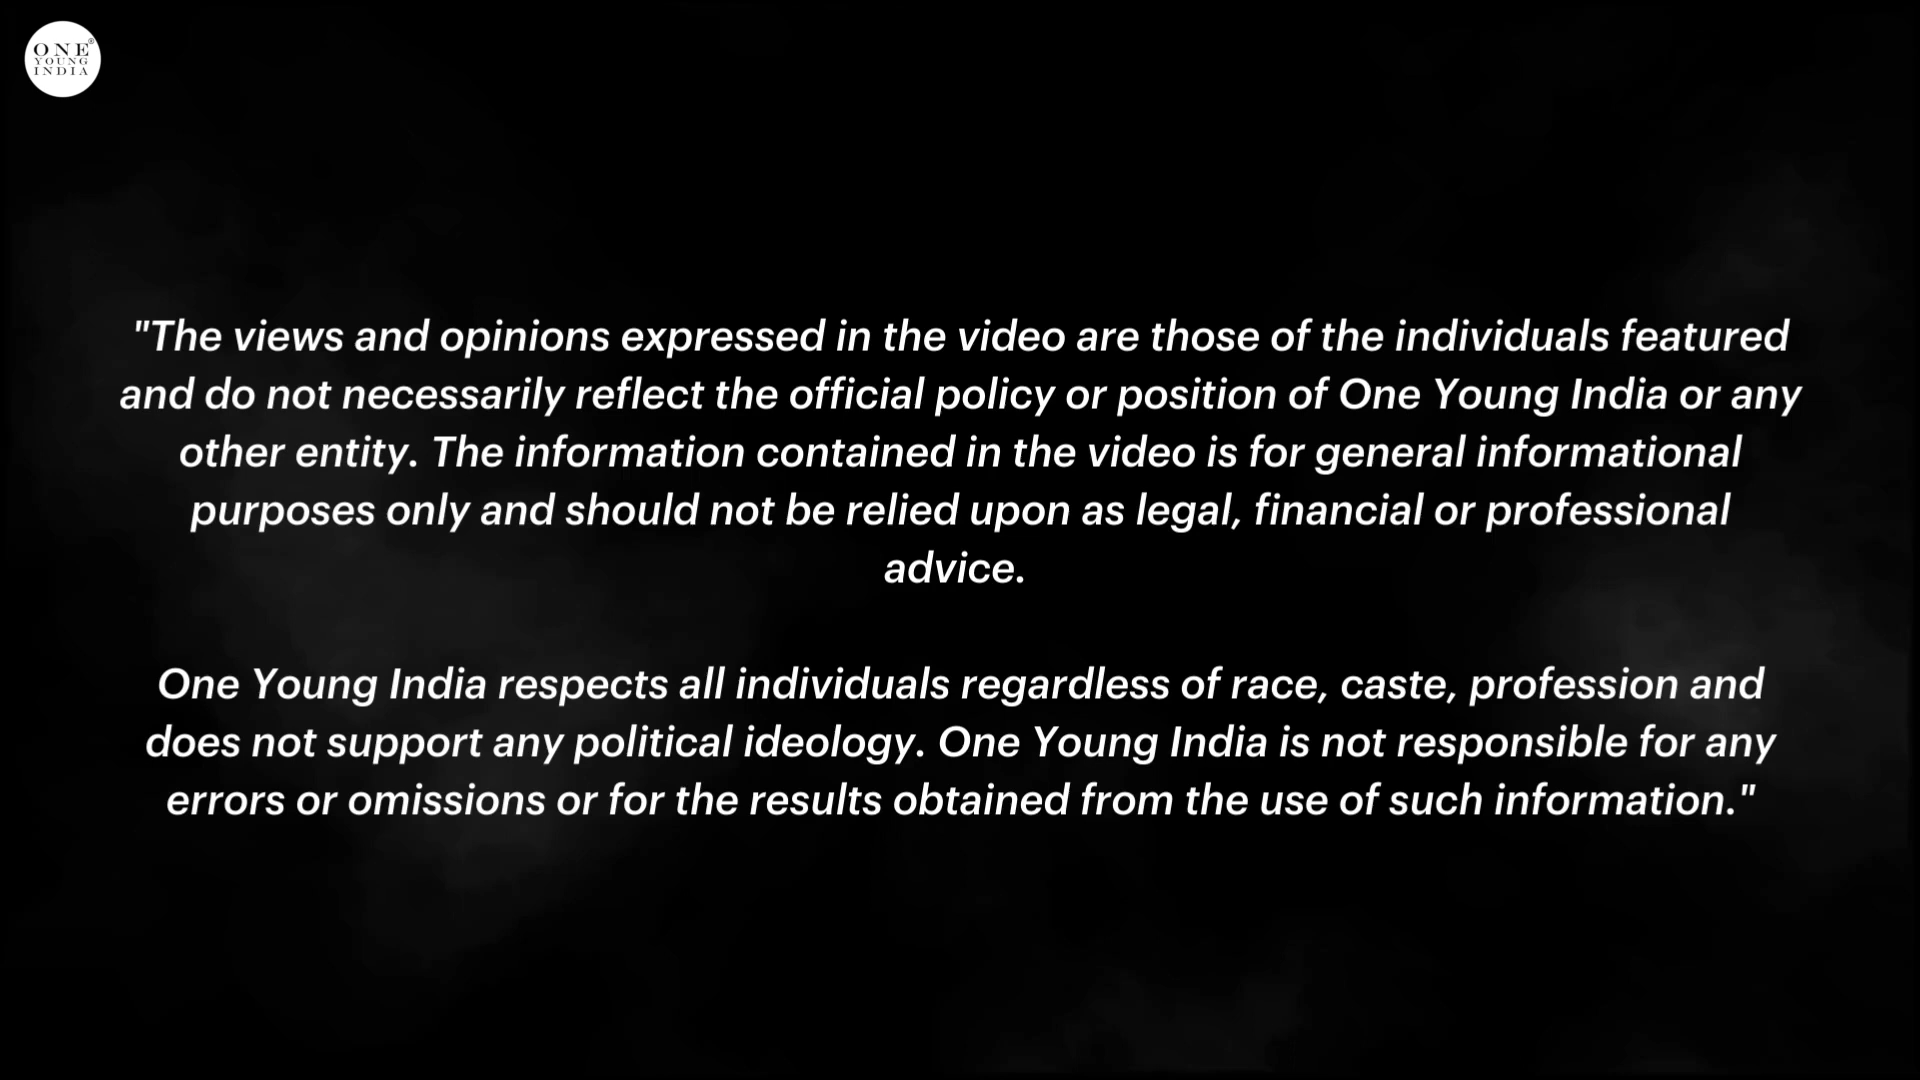 ONE®
YOUNG
INDIA
"The views and opinions expressed in the video are those of the individuals featured
and do not necessarily reflect the official policy or position of One Young India or any
other entity. The information contained in the video is for general informational
purposes only and should not be relied upon as legal, financial or professional
advice.
One Young India respects all individuals regardless of race, caste, profession and
does not support any political ideology. One Young India is not responsible for any
errors or omissions or for the results obtained from the use of such information."